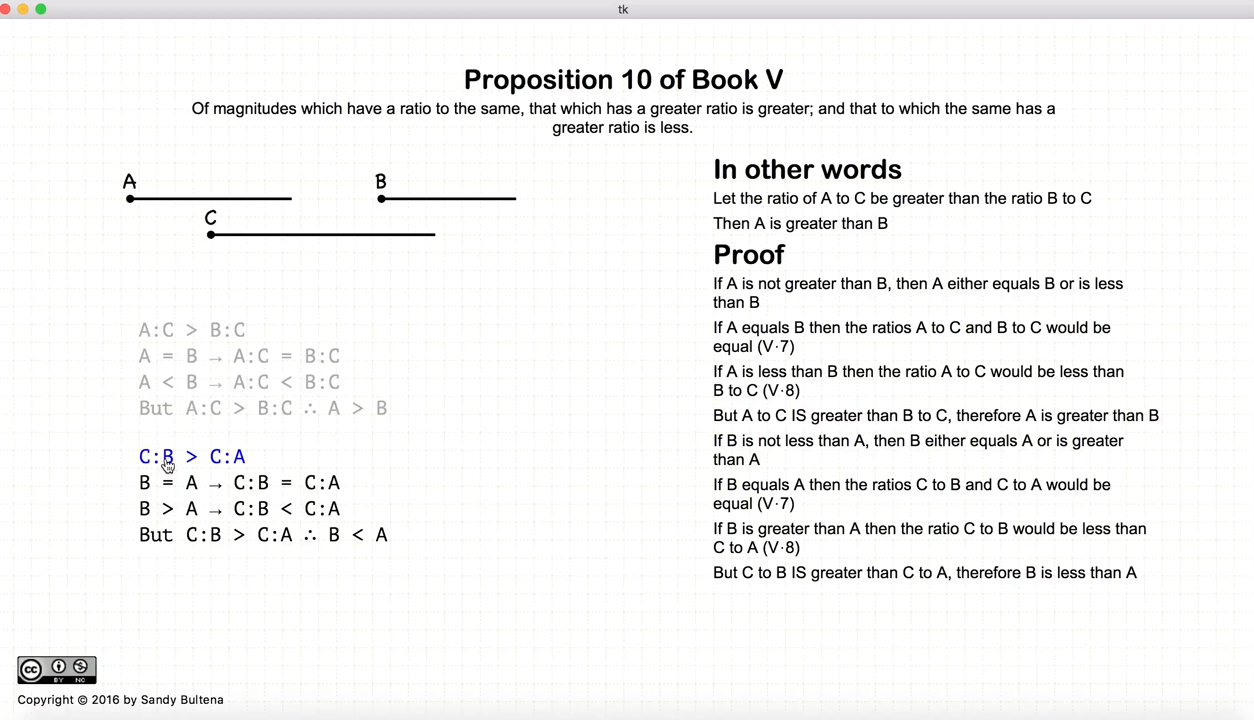 tk
Proposition 10 of Book V
Of magnitudes which have a ratio to the same, that which has a greater ratio is greater; and that to which the same has a
greater ratio is less.
A
B
C
A:C > B:C
A = B → A:C = B:C
A < B → A:C < B:C
But A:C > B:C ∴ A > B
C:B > C:A
B = A → C:B = C:A
B > A → C:B < C:A
But C:B > C:A ∴ B < A
In other words
Let the ratio of A to C be greater than the ratio B to C
Then A is greater than B
Proof
If A is not greater than B, then A either equals B or is less
than B
If A equals B then the ratios A to C and B to C would be
equal (V·7)
If A is less than B then the ratio A to C would be less than
B to C (V·8)
But A to C IS greater than B to C, therefore A is greater than B
If B is not less than A, then B either equals A or is greater
than A
If B equals A then the ratios C to B and C to A would be
equal (V·7)
If B is greater than A then the ratio C to B would be less than
C to A (V·8)
But C to B IS greater than C to A, therefore B is less than A
cc
BY NC
Copyright © 2016 by Sandy Bultena